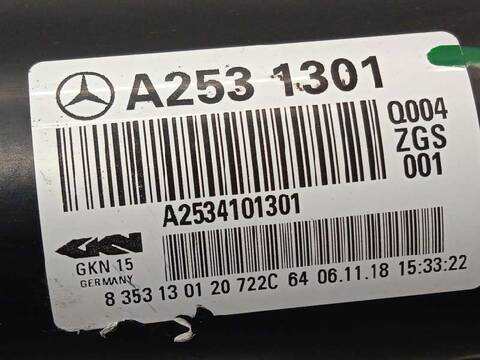 A253 1301
Q004
ZGS
001
A2534101301
GKN
GKN 15
GERMANY
8 353 13 01 20 722C 64 06.11.18 15:33:22